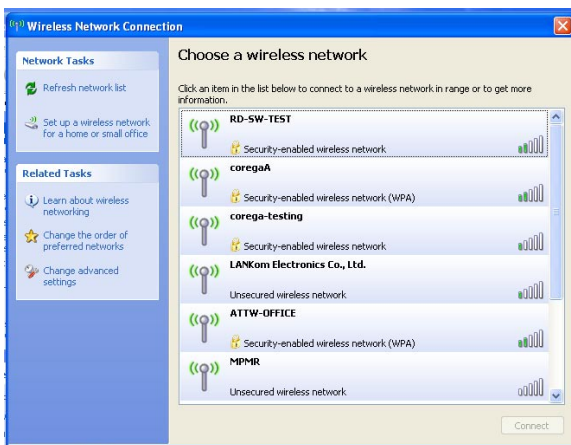 Wireless Network Connection
Network Tasks
Refresh network list
Set up a wireless network
for a home or small office
Related Tasks
Learn about wireless
networking
Change the order of
preferred networks
Change advanced
settings
Choose a wireless network
Click an item in the list below to connect to a wireless network in range or to get more
information.
RD-SW-TEST
Security-enabled wireless network
coregaA
Security-enabled wireless network (WPA)
corega-testing
Security-enabled wireless network
LANKom Electronics Co., Ltd.
Unsecured wireless network
ATTW-OFFICE
Security-enabled wireless network (WPA)
MPMR
Unsecured wireless network
Connect